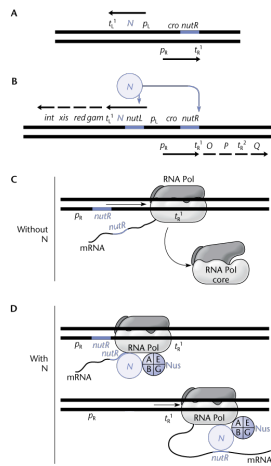 A
t_L^1 N p_L cro nutR
p_R t_R^1
B
N
int xis red gam t_L^1 N nutL p_L cro nutR
p_R t_R^1 O P t_R^2 Q
C
RNA Pol
Without N
p_R nutR t_R^1
mRNA
RNA Pol core
D
With N
RNA Pol
p_R nutR t_R^1
nutR
N
A E
B G
Nus
mRNA
p_R t_R^1
RNA Pol
A E
B G
Nus
N
nutR mRNA